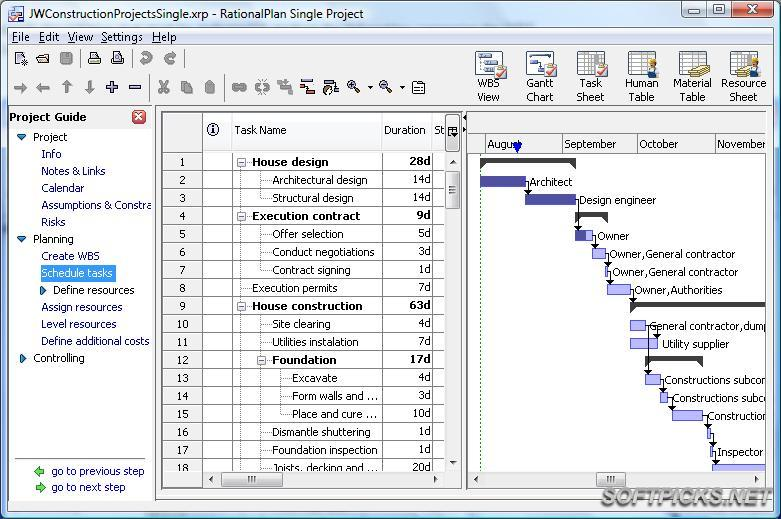 JWConstructionProjectsSingle.xrp - RationalPlan Single Project
File Edit View Settings Help
WBS View
Gantt Chart
Task Sheet
Human Table
Material Table
Resource Sheet
Project Guide
Project
Info
Notes & Links
Calendar
Assumptions & Constra
Risks
Planning
Create WBS
Schedule tasks
Define resources
Assign resources
Level resources
Define additional costs
Controlling
go to previous step
go to next step
Task Name Duration St
1 House design 28d
2 Architectural design 14d
3 Structural design 14d
4 Execution contract 9d
5 Offer selection 5d
6 Conduct negotiations 3d
7 Contract signing 1d
8 Execution permits 7d
9 House construction 63d
10 Site clearing 4d
11 Utilities instalation 7d
12 Foundation 17d
13 Excavate 4d
14 Form walls and ... 3d
15 Place and cure ... 10d
16 Dismantle shuttering 1d
17 Foundation inspection 1d
18 Joists, decking and ... 20d
August September October November
Architect
Design engineer
Owner
Owner,General contractor
Owner,General contractor
Owner,Authorities
General contractor,dump
Utility supplier
Constructions subcon
Constructions subco
Construction
Inspector
SOFTPICKS.NET